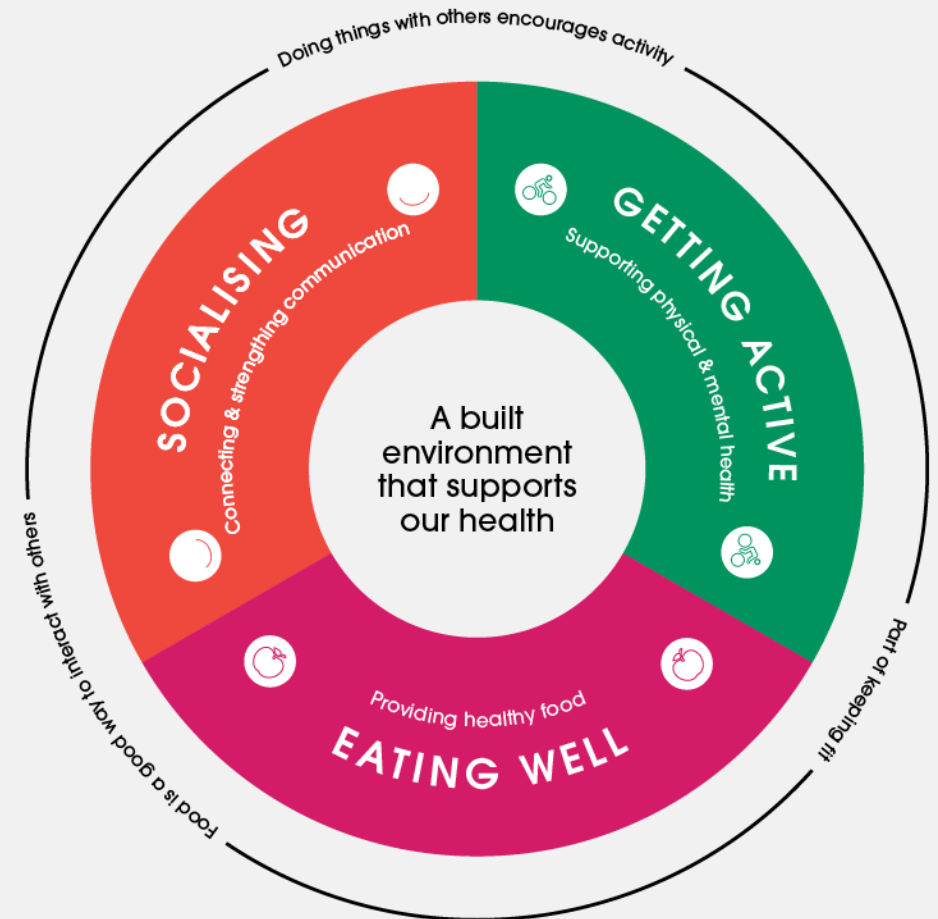 Doing things with others encourages activity
SOCIALISING
Connecting & strengthing communication
GETTING ACTIVE
Supporting physical & mental health
A built
environment
that supports
our health
Providing healthy food
EATING WELL
Food is a good way to interact with others
Part of keeping fit